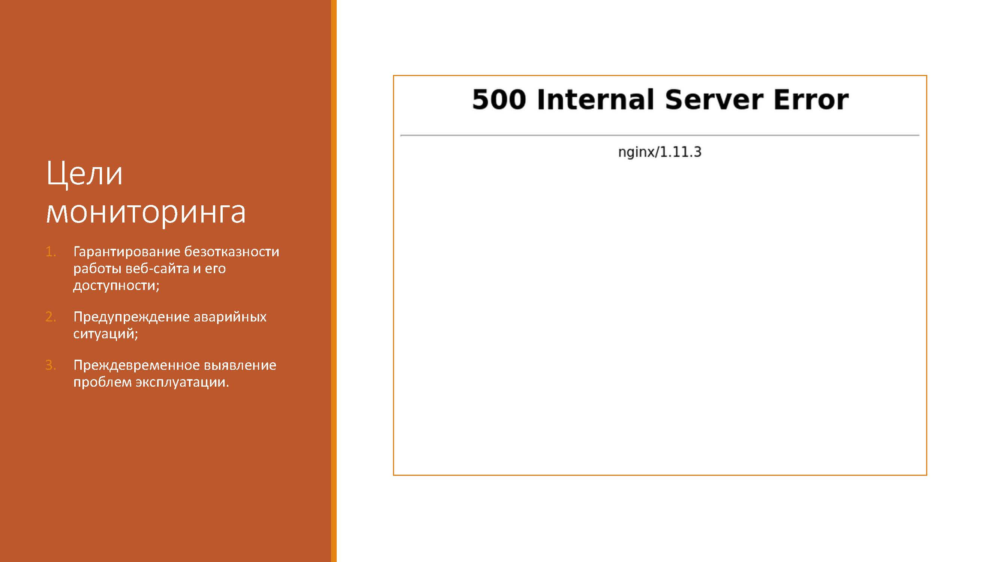 Цели
мониторинга
1. Гарантирование безотказности
работы веб-сайта и его
доступности;
2. Предупреждение аварийных
ситуаций;
3. Преждевременное выявление
проблем эксплуатации.
500 Internal Server Error
nginx/1.11.3